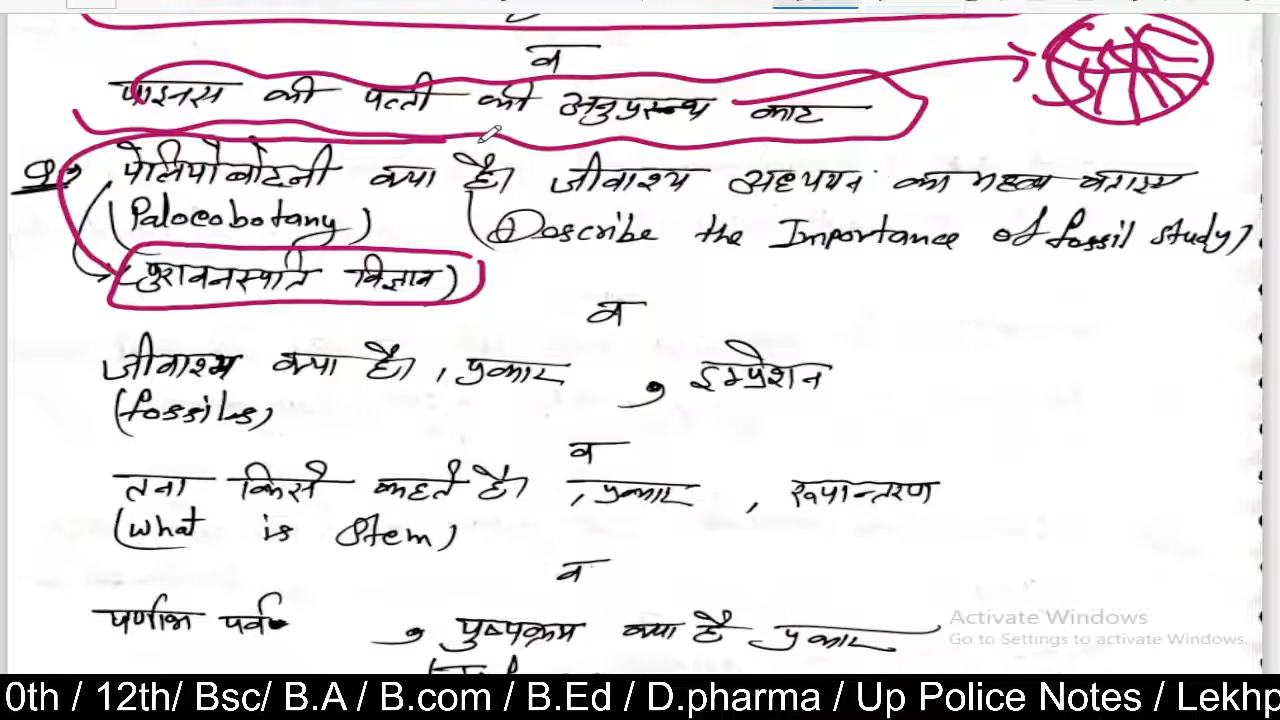 व
पाइनस की पत्ती की अनुप्रस्थ काट
Q. पेलियोबोटनी क्या है। जीवाश्म अध्ययन का महत्व बताइए
(Paloeobotany) (Describe the Importance of fossil study)
(पुरावनस्पति विज्ञान)
व
जीवाश्म क्या है।, प्रकार , इम्प्रेशन
(fossils)
व
तना किसे कहते है। , प्रकार , रूपान्तरण
(what is Stem)
व
पर्णाभ पर्व , पुष्पक्रम क्या है प्रकार
Activate Windows
Go to Settings to activate Windows.
0th / 12th/ Bsc/ B.A / B.com / B.Ed / D.pharma / Up Police Notes / Lekhp